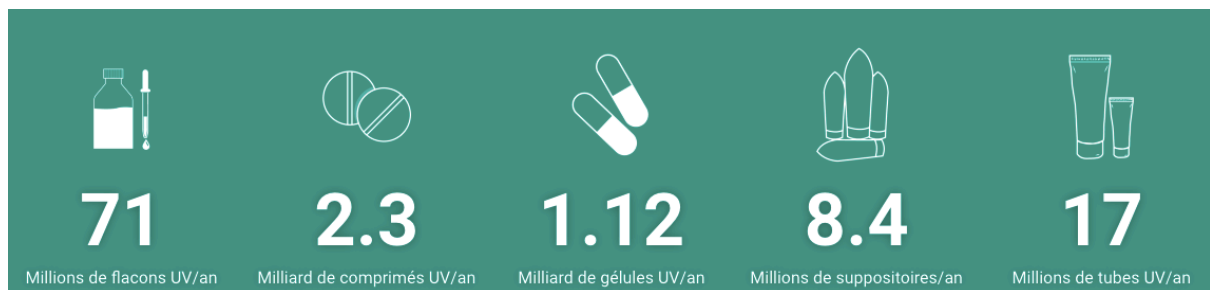 71
Millions de flacons UV/an
2.3
Milliard de comprimés UV/an
1.12
Milliard de gélules UV/an
8.4
Millions de suppositoires/an
17
Millions de tubes UV/an